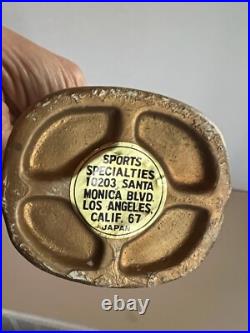 SPORTS
SPECIALTIES
10203 SANTA
MONICA BLVD.
LOS ANGELES,
CALIF. 67
JAPAN